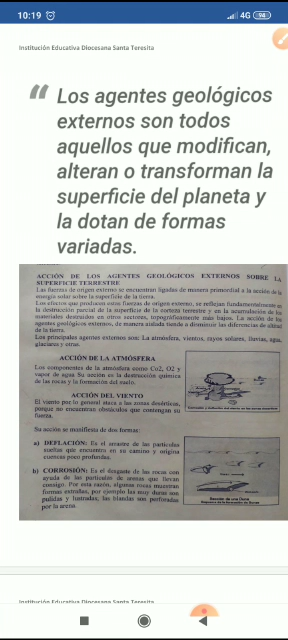 10:19
4G 94
Institución Educativa Diocesana Santa Teresita
“ Los agentes geológicos
externos son todos
aquellos que modifican,
alteran o transforman la
superficie del planeta y
la dotan de formas
variadas.
ACCIÓN DE LOS AGENTES GEOLÓGICOS EXTERNOS SOBRE LA
SUPERFICIE TERRESTRE
Las fuerzas de origen externo se encuentran ligadas de manera primordial a la acción de la
energía solar sobre la superficie de la tierra.
Los efectos que producen estas fuerzas de origen externo, se reflejan fundamentalmente en
la destrucción parcial de la superficie de la corteza terrestre y en la acumulación de los
materiales destruidos en otros sectores, topográficamente más bajos. La acción de los
agentes geológicos externos, de manera aislada tiende a disminuir las diferencias de altitud
de la tierra.
Los principales agentes externos son: La atmósfera, vientos, rayos solares, lluvias, agua,
glaciares y otras.
ACCIÓN DE LA ATMÓSFERA
Los componentes de la atmósfera como Co2, O2 y
vapor de agua Su acción es la destrucción química
de las rocas y la formación del suelo.
ACCIÓN DEL VIENTO
El viento por lo general ataca a las zonas desérticas,
porque no encuentran obstáculos que contengan su
fuerza.
Su acción se manifiesta de dos formas:
a) DEFLACIÓN: Es el arrastre de las partículas
sueltas que encuentra en su camino y origina
cuencas poco profundas.
b) CORROSIÓN: Es el desgaste de las rocas con
ayuda de las partículas de arenas que llevan
consigo. Por esta razón, algunas rocas muestran
formas extrañas, por ejemplo las muy duras son
pulidas y lustradas, las blandas son perforadas
por la arena.
Sección de una Duna
Institución Educativa Diocesana Santa Teresita